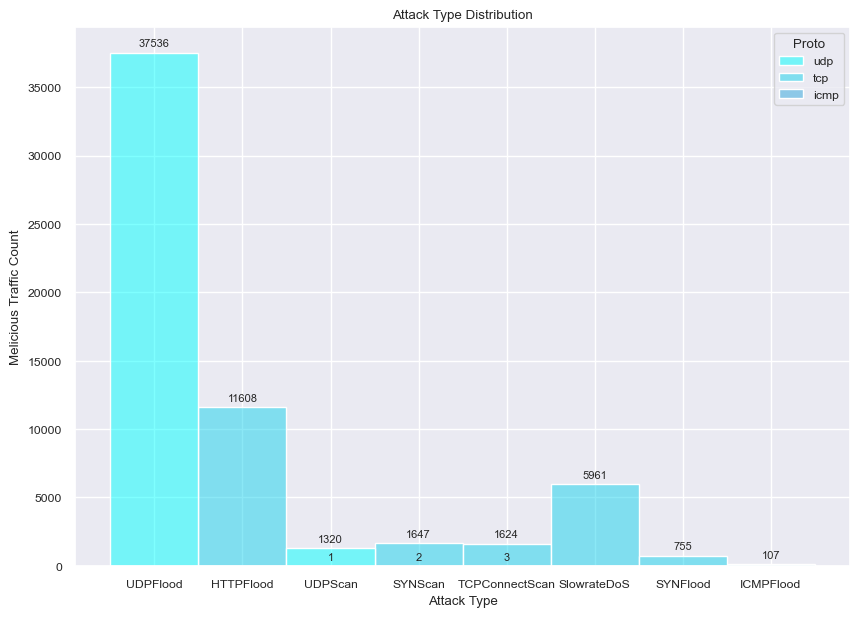 Attack Type Distribution
Proto
udp
tcp
icmp
Melicious Traffic Count
35000
30000
25000
20000
15000
10000
5000
0
37536
11608
1320
1
1647
2
1624
3
5961
755
107
UDPFlood HTTPFlood UDPScan SYNScan TCPConnectScan SlowrateDoS SYNFlood ICMPFlood
Attack Type